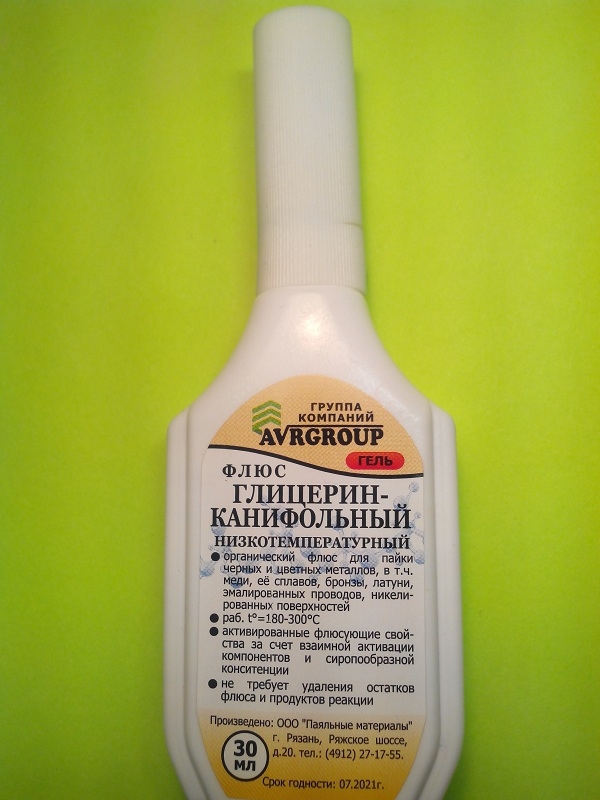 ГРУППА
КОМПАНИЙ
AVRGROUP
ГЕЛЬ
ФЛЮС
ГЛИЦЕРИН-
КАНИФОЛЬНЫЙ
НИЗКОТЕМПЕРАТУРНЫЙ
● органический флюс для пайки
черных и цветных металлов, в т.ч.
меди, её сплавов, бронзы, латуни,
эмалированных проводов, никели-
рованных поверхностей
● раб. t°=180-300°С
● активированные флюсующие свой-
ства за счет взаимной активации
компонентов и сиропообразной
конситенции
● не требует удаления остатков
флюса и продуктов реакции
Произведено: ООО "Паяльные материалы"
г. Рязань, Ряжское шоссе,
д.20. тел.: (4912) 27-17-55.
30
МЛ
Срок годности: 07.2021г.